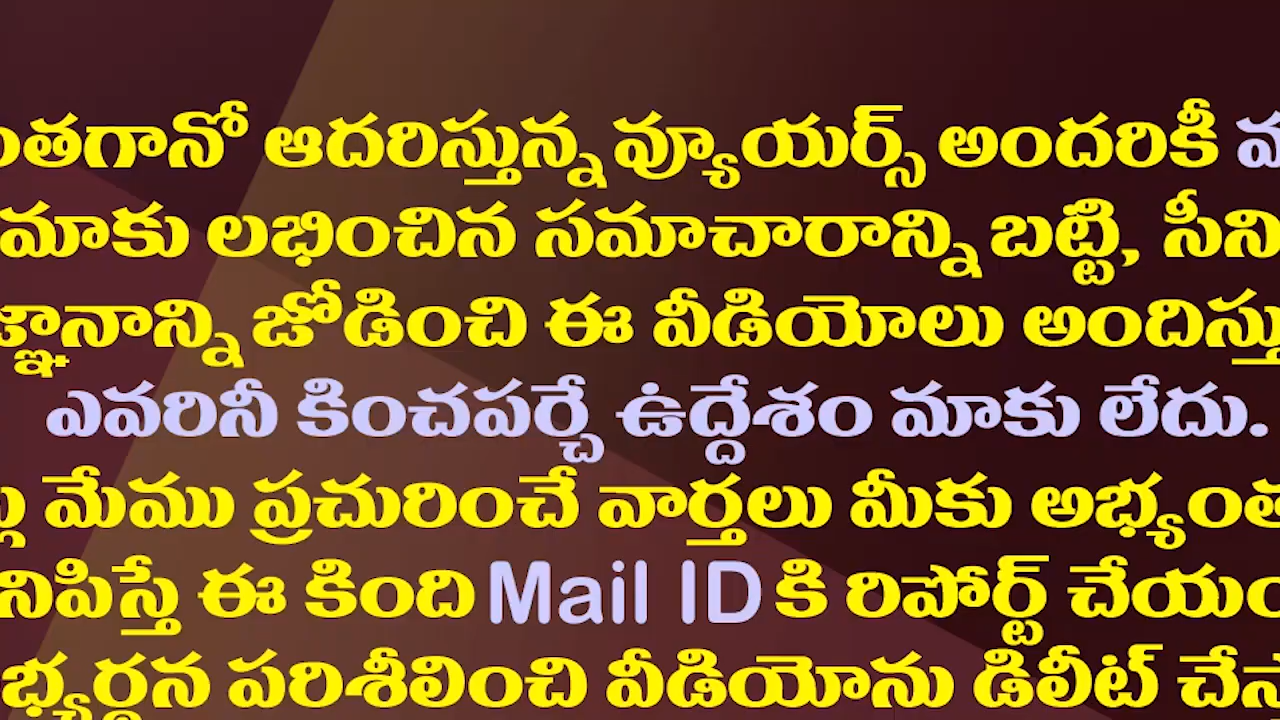 ంతగానో ఆదరిస్తున్న వ్యూయర్స్ అందరికీ
మాకు లభించిన సమాచారాన్ని బట్టి, సీని
జ్ఞానాన్ని జోడించి ఈ వీడియోలు అందిస్తు
ఎవరినీ కించపర్చే ఉద్దేశం మాకు లేదు.
మేము ప్రచురించే వార్తలు మీకు అభ్యంత
నిపిస్తే ఈ కింది Mail ID కి రిపోర్ట్ చేయం
భ్యర్థన పరిశీలించి వీడియోను డిలీట్ చేస